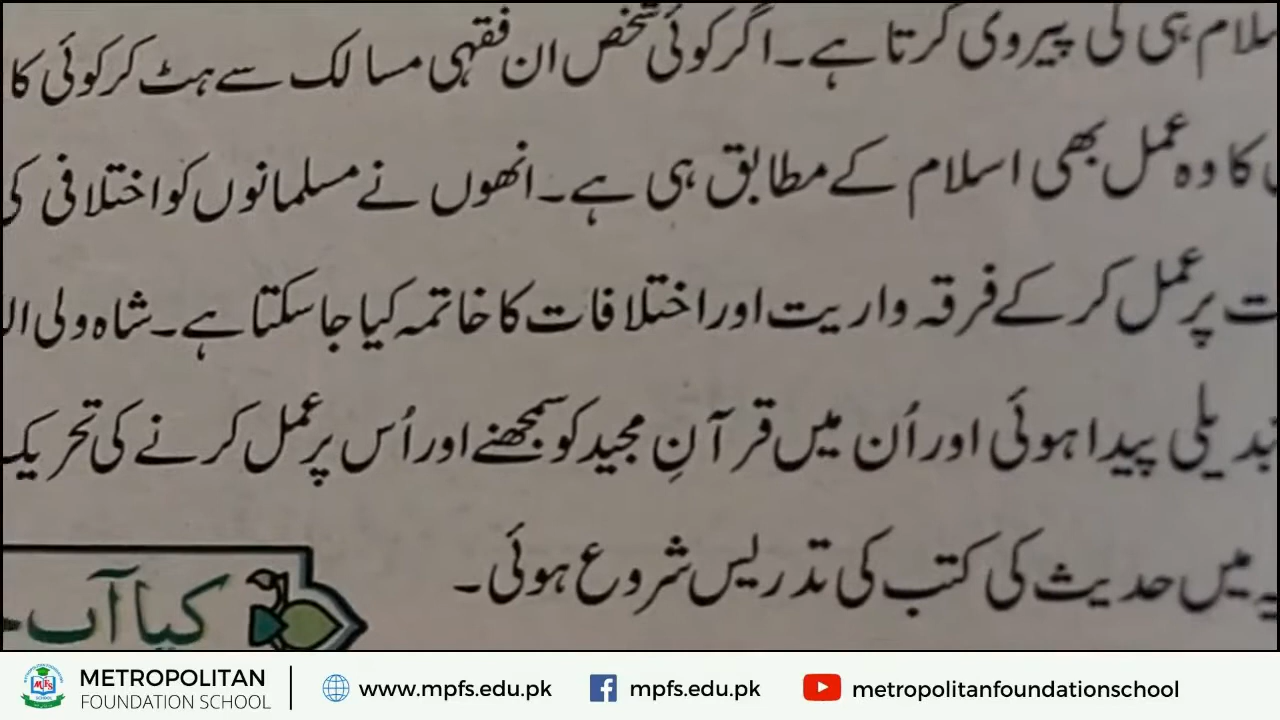 سلام ہی کی پیروی کرتا ہے۔ اگر کوئی شخص ان فقہی مسالک سے ہٹ کر کوئی کا
کا وہ عمل بھی اسلام کے مطابق ہی ہے۔ انھوں نے مسلمانوں کو اختلافی کی
ت پر عمل کر کے فرقہ واریت اور اختلافات کا خاتمہ کیا جا سکتا ہے۔ شاہ ولی ال
تبدیلی پیدا ہوئی اور اُن میں قرآنِ مجید کو سمجھنے اور اُس پر عمل کرنے کی تحریک
میں حدیث کی کتب کی تدریس شروع ہوئی۔
کیا آپ
METROPOLITAN
FOUNDATION SCHOOL
www.mpfs.edu.pk
mpfs.edu.pk
metropolitanfoundationschool